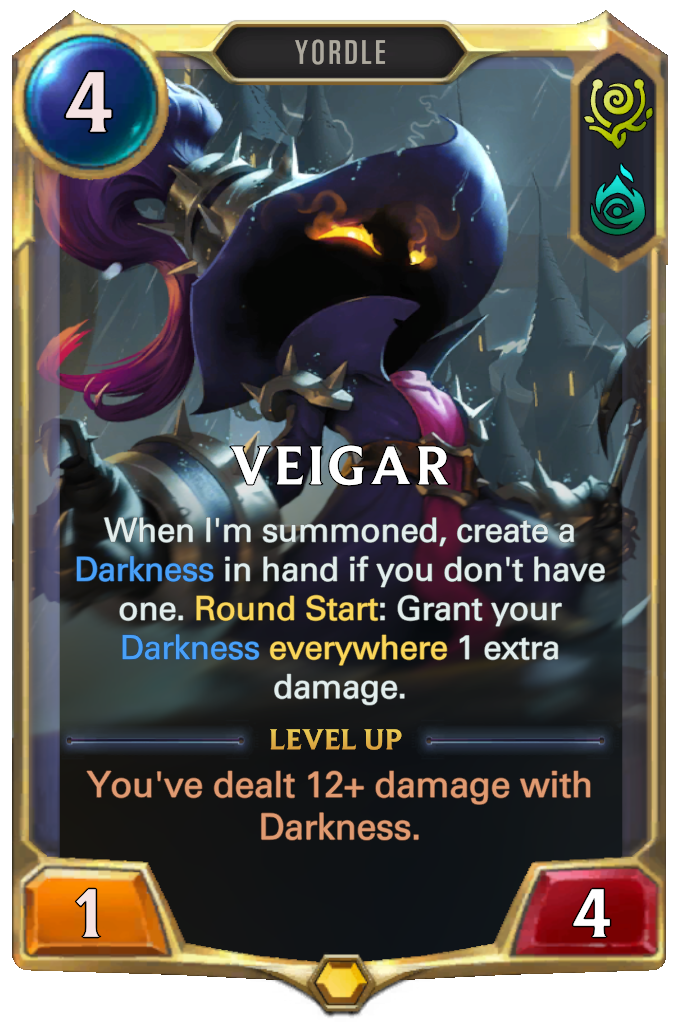 4
YORDLE
VEIGAR
When I'm summoned, create a
Darkness in hand if you don't have
one. Round Start: Grant your
Darkness everywhere 1 extra
damage.
LEVEL UP
You've dealt 12+ damage with
Darkness.
1
4